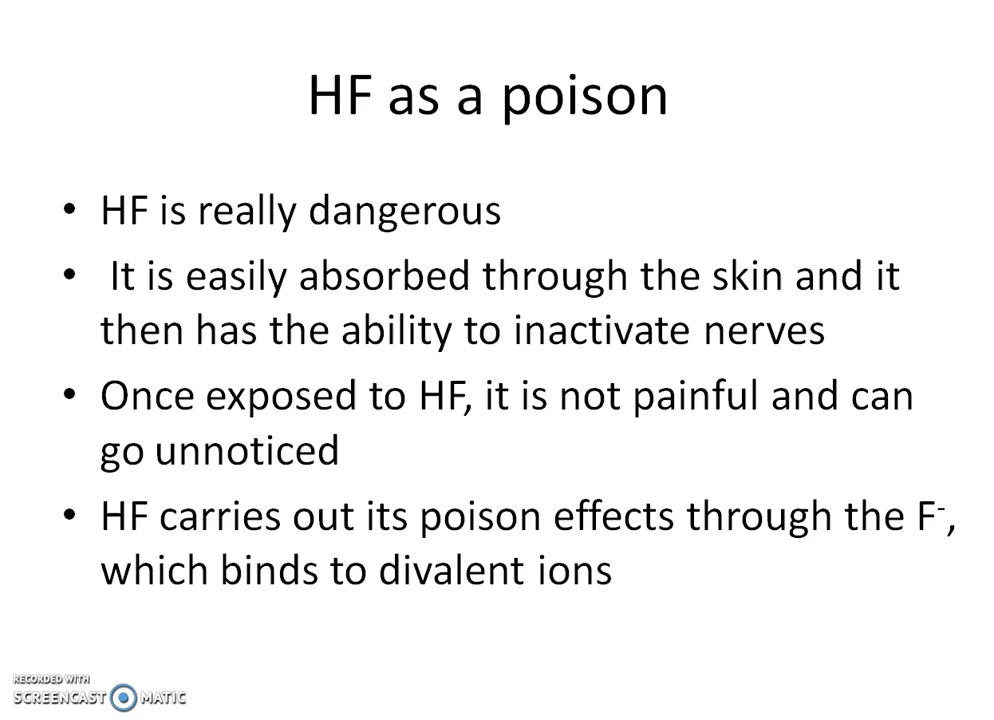 HF as a poison
• HF is really dangerous
• It is easily absorbed through the skin and it
then has the ability to inactivate nerves
• Once exposed to HF, it is not painful and can
go unnoticed
• HF carries out its poison effects through the F⁻,
which binds to divalent ions
RECORDED WITH
SCREENCAST MATIC